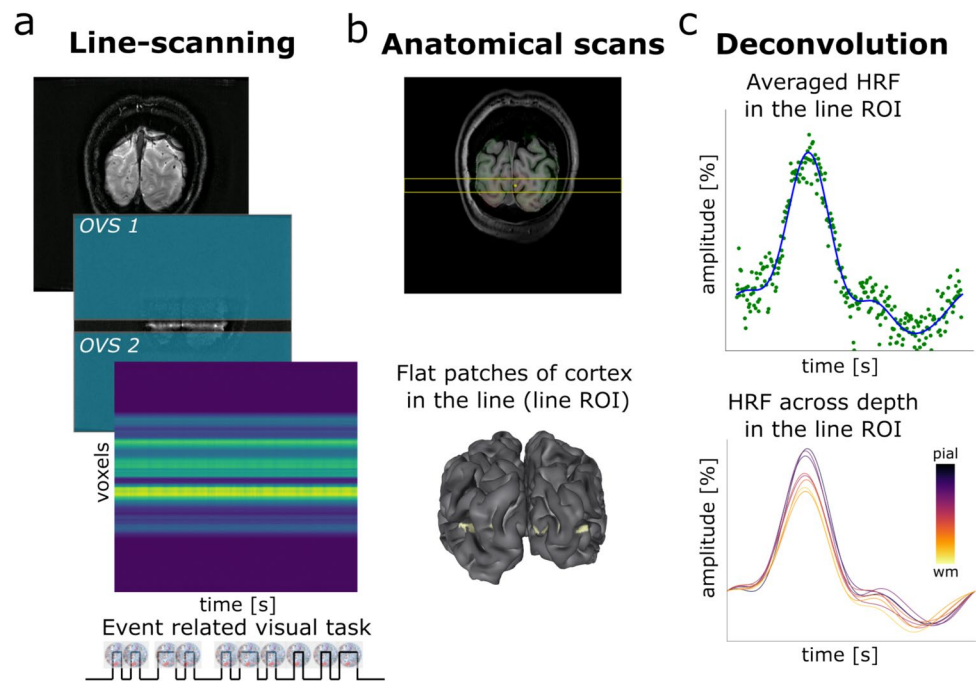 a
Line-scanning
OVS 1
OVS 2
voxels
time [s]
Event related visual task
b
Anatomical scans
Flat patches of cortex
in the line (line ROI)
c
Deconvolution
Averaged HRF
in the line ROI
amplitude [%]
time [s]
HRF across depth
in the line ROI
pial
wm
amplitude [%]
time [s]